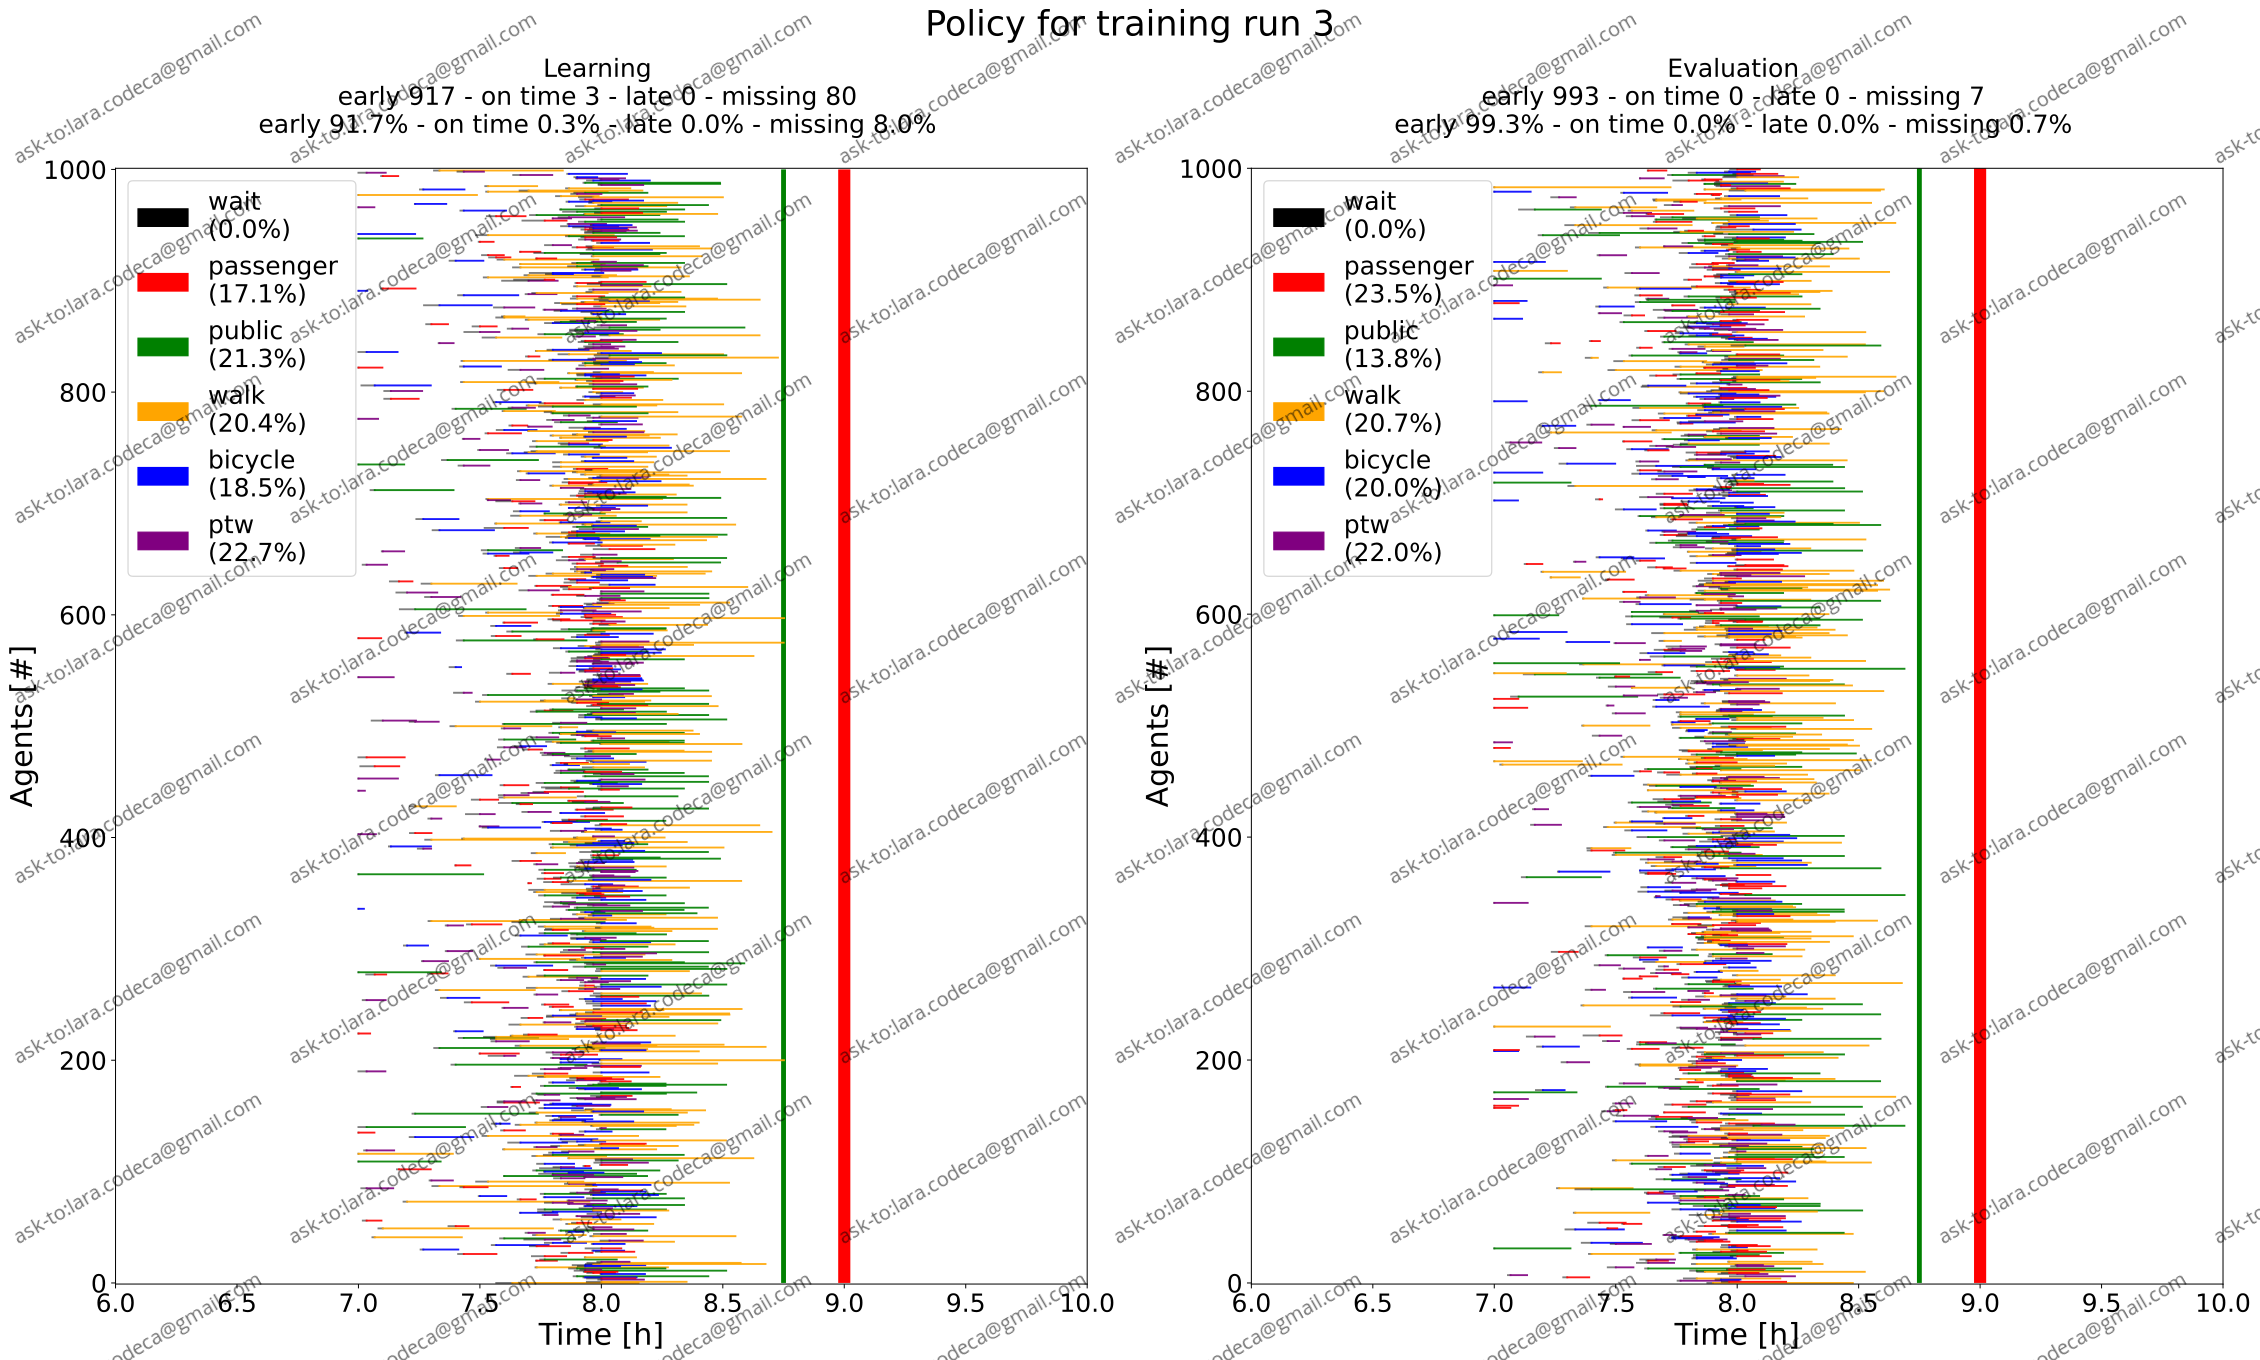 Policy for training run 3
Learning
early 917 - on time 3 - late 0 - missing 80
early 91.7% - on time 0.3% - late 0.0% - missing 8.0%
Agents [#]
1000
800
600
400
200
0
wait
(0.0%)
passenger
(17.1%)
public
(21.3%)
walk
(20.4%)
bicycle
(18.5%)
ptw
(22.7%)
6.0 6.5 7.0 7.5 8.0 8.5 9.0 9.5 10.0
Time [h]
Evaluation
early 993 - on time 0 - late 0 - missing 7
early 99.3% - on time 0.0% - late 0.0% - missing 0.7%
Agents [#]
1000
800
600
400
200
0
wait
(0.0%)
passenger
(23.5%)
public
(13.8%)
walk
(20.7%)
bicycle
(20.0%)
ptw
(22.0%)
6.0 6.5 7.0 7.5 8.0 8.5 9.0 9.5 10.0
Time [h]
ask-to:lara.codeca@gmail.com